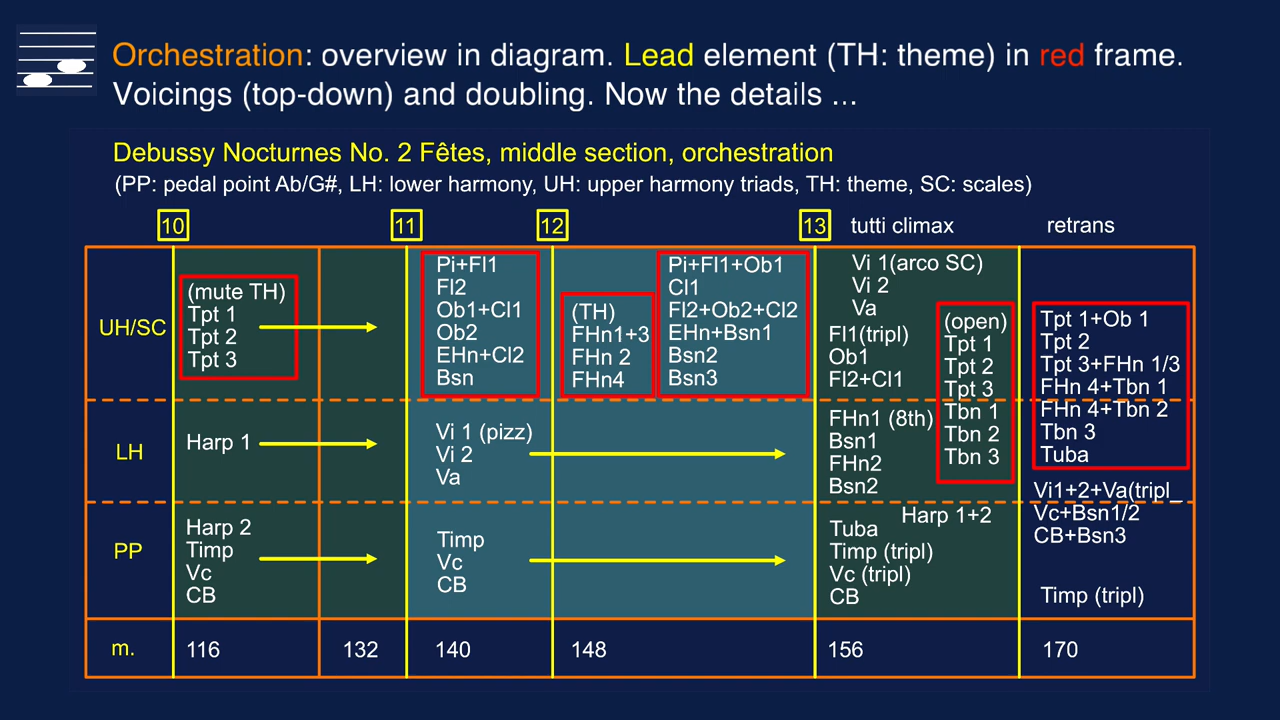 Orchestration: overview in diagram. Lead element (TH: theme) in red frame.
Voicings (top-down) and doubling. Now the details ...
Debussy Nocturnes No. 2 Fêtes, middle section, orchestration
(PP: pedal point Ab/G#, LH: lower harmony, UH: upper harmony triads, TH: theme, SC: scales)
10
11
12
13
tutti climax
retrans
UH/SC
(mute TH)
Tpt 1
Tpt 2
Tpt 3
Pi+Fl1
Fl2
Ob1+Cl1
Ob2
EHn+Cl2
Bsn
(TH)
FHn1+3
FHn 2
FHn4
Pi+Fl1+Ob1
Cl1
Fl2+Ob2+Cl2
EHn+Bsn1
Bsn2
Bsn3
Vi 1(arco SC)
Vi 2
Va
Fl1(tripl)
Ob1
Fl2+Cl1
(open)
Tpt 1
Tpt 2
Tpt 3
Tbn 1
Tbn 2
Tbn 3
Tpt 1+Ob 1
Tpt 2
Tpt 3+FHn 1/3
FHn 4+Tbn 1
FHn 4+Tbn 2
Tbn 3
Tuba
LH
Harp 1
Vi 1 (pizz)
Vi 2
Va
FHn1 (8th)
Bsn1
FHn2
Bsn2
Vi1+2+Va(tripl_
Vc+Bsn1/2
CB+Bsn3
PP
Harp 2
Timp
Vc
CB
Timp
Vc
CB
Harp 1+2
Tuba
Timp (tripl)
Vc (tripl)
CB
Timp (tripl)
m.
116
132
140
148
156
170